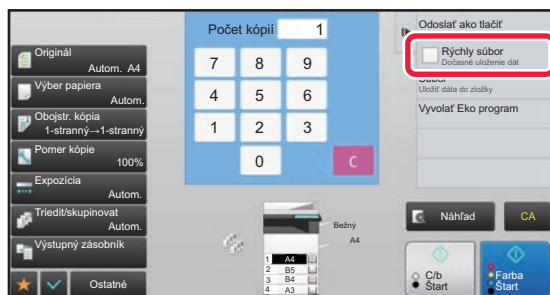 Počet kópií
1
Originál
Autom. A4
Výber papiera
Autom.
Obojstr. kópia
1-stranný→1-stranný
Pomer kópie
100%
Expozícia
Autom.
Triediť/skupinovat
Autom.
Výstupný zásobník
Ostatné
7 8 9
4 5 6
1 2 3
0 C
Bežný
A4
1 A4
2 B5
3 B4
4 A3
Odoslať ako tlačiť
Rýchly súbor
Dočasné uloženie dát
Súbor
Uložiť dáta do zložky
Vyvolať Eko program
Náhľad
CA
C/b
Štart
Farba
Štart